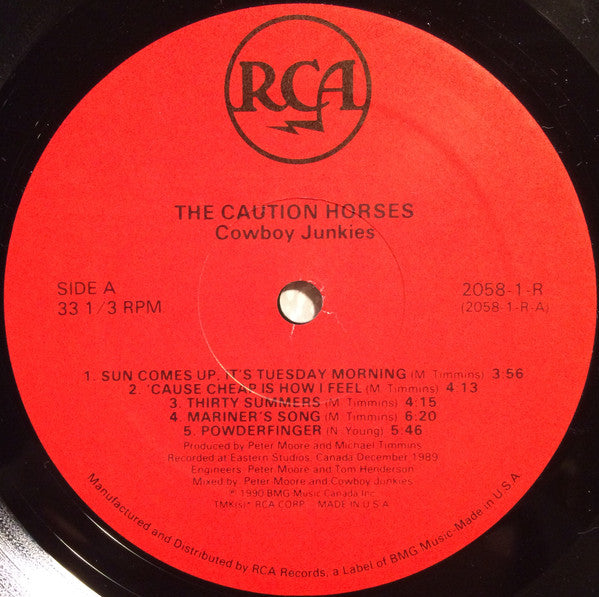 RCA
THE CAUTION HORSES
Cowboy Junkies
SIDE A
33 1/3 RPM
2058-1-R
(2058-1-R-A)
1. SUN COMES UP, IT'S TUESDAY MORNING (M. Timmins) 3:56
2. 'CAUSE CHEAP IS HOW I FEEL (M. Timmins) 4:13
3. THIRTY SUMMERS (M. Timmins) 4:15
4. MARINER'S SONG (M. Timmins) 6:20
5. POWDERFINGER (N. Young) 5:46
Produced by Peter Moore and Michael Timmins
Recorded at Eastern Studios, Canada December 1989
Engineers: Peter Moore and Tom Henderson
Mixed by: Peter Moore and Cowboy Junkies
℗ 1990 BMG Music Canada Inc.
TMK(s)® RCA CORP. - MADE IN U.S.A
Manufactured and Distributed by RCA Records, a Label of BMG Music-Made in U.S.A